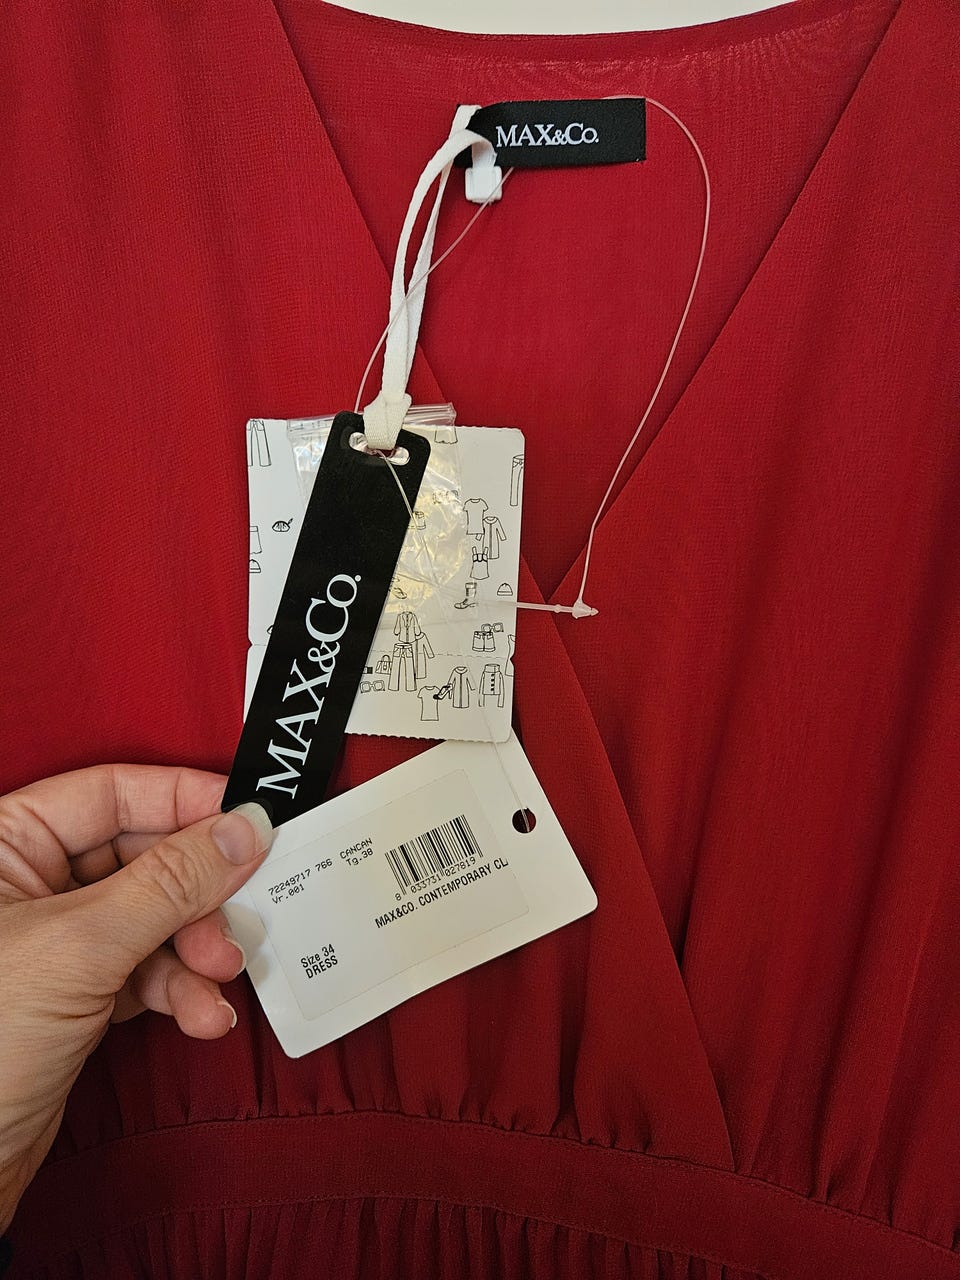 MAX&Co.
MAX&Co.
72249717 766 CANCAN
Vr.001 Tg.38
8 033731 027819
MAX&CO. CONTEMPORARY CL
Size 34
DRESS